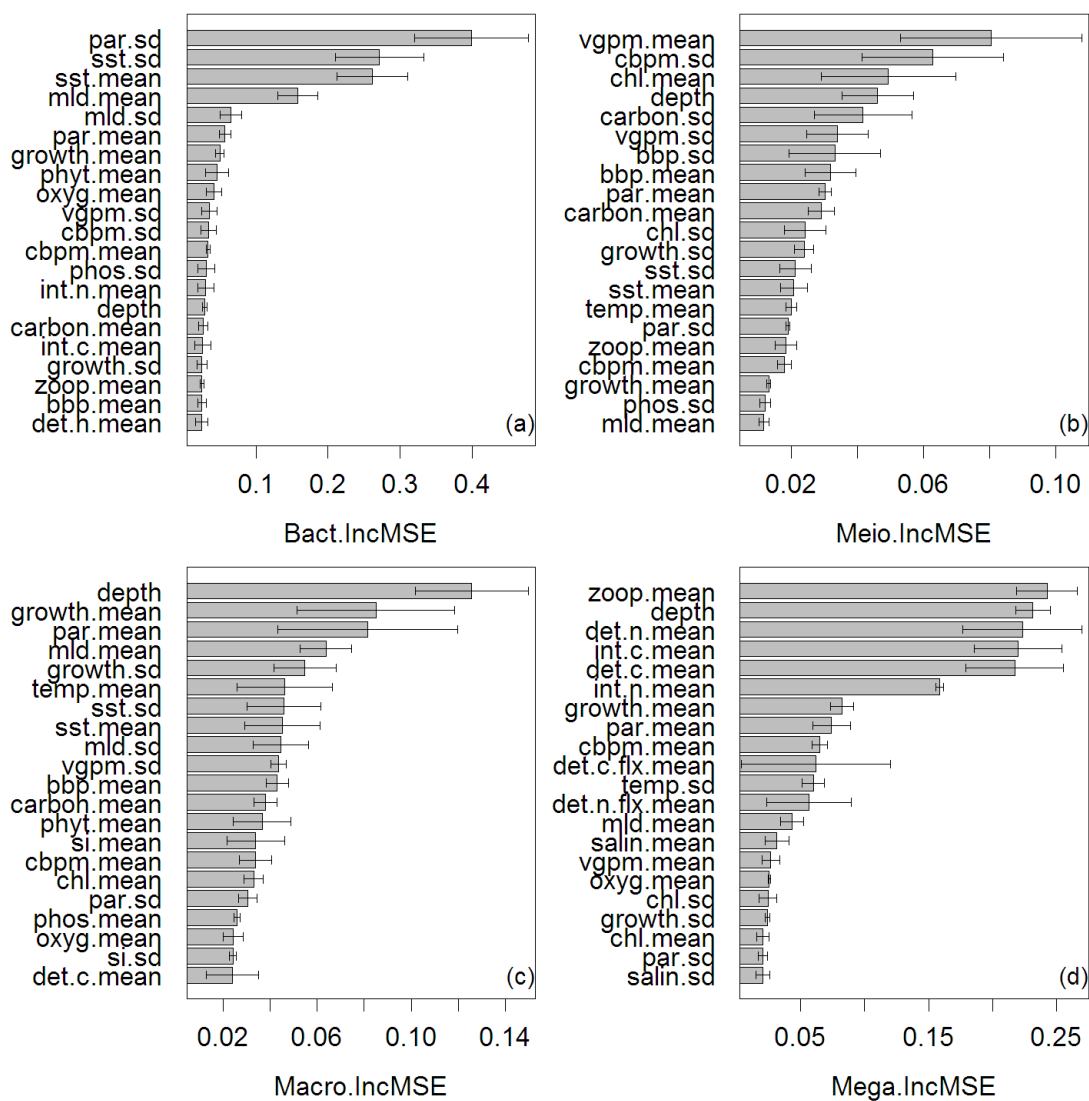 par.sd
sst.sd
sst.mean
mld.mean
mld.sd
par.mean
growth.mean
phyt.mean
oxyg.mean
vgpm.sd
cbpm.sd
cbpm.mean
phos.sd
int.n.mean
depth
carbon.mean
int.c.mean
growth.sd
zoop.mean
bbp.mean
det.n.mean
(a)
0.1 0.2 0.3 0.4
Bact.IncMSE
vgpm.mean
cbpm.sd
chl.mean
depth
carbon.sd
vgpm.sd
bbp.sd
bbp.mean
par.mean
carbon.mean
chl.sd
growth.sd
sst.sd
sst.mean
temp.mean
par.sd
zoop.mean
cbpm.mean
growth.mean
phos.sd
mld.mean
(b)
0.02 0.06 0.10
Meio.IncMSE
depth
growth.mean
par.mean
mld.mean
growth.sd
temp.mean
sst.sd
sst.mean
mld.sd
vgpm.sd
bbp.mean
carbon.mean
phyt.mean
si.mean
cbpm.mean
chl.mean
par.sd
phos.mean
oxyg.mean
si.sd
det.c.mean
(c)
0.02 0.06 0.10 0.14
Macro.IncMSE
zoop.mean
depth
det.n.mean
int.c.mean
det.c.mean
int.n.mean
growth.mean
par.mean
cbpm.mean
det.c.flx.mean
temp.sd
det.n.flx.mean
mld.mean
salin.mean
vgpm.mean
oxyg.mean
chl.sd
growth.sd
chl.mean
par.sd
salin.sd
(d)
0.05 0.15 0.25
Mega.IncMSE